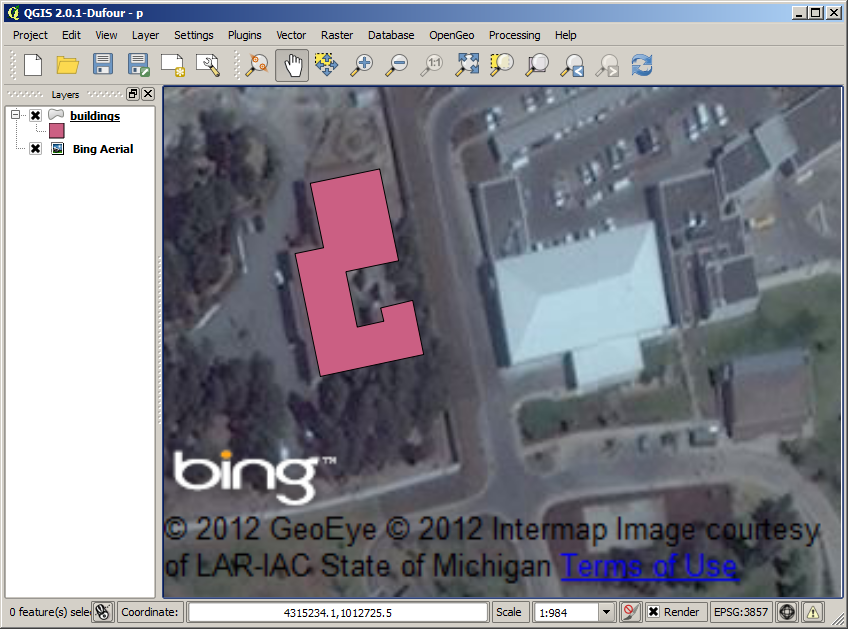 QGIS 2.0.1-Dufour - p
Project Edit View Layer Settings Plugins Vector Raster Database OpenGeo Processing Help
1:1
Layers
buildings
Bing Aerial
bing™
© 2012 GeoEye © 2012 Intermap Image courtesy
of LAR-IAC State of Michigan Terms of Use
0 feature(s) sele Coordinate: 4315234.1,1012725.5 Scale 1:984 Render EPSG:3857